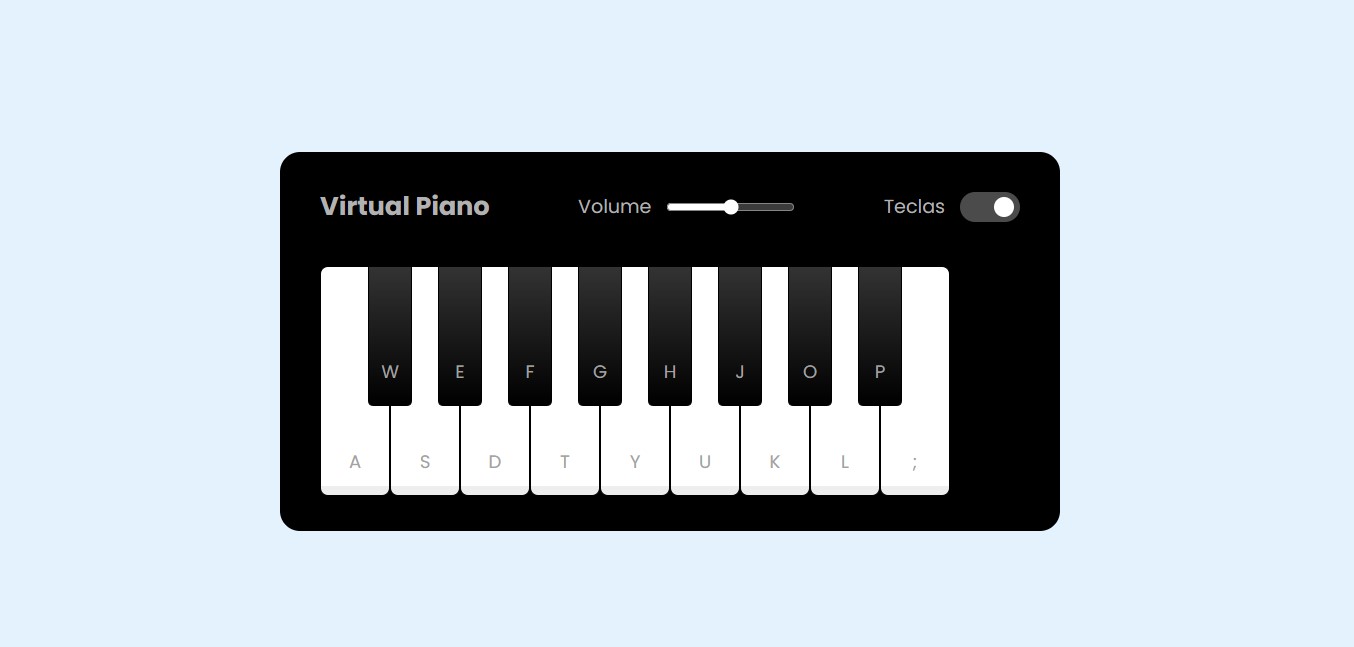 Virtual Piano
Volume
Teclas
W E F G H J O P
A S D T Y U K L ;